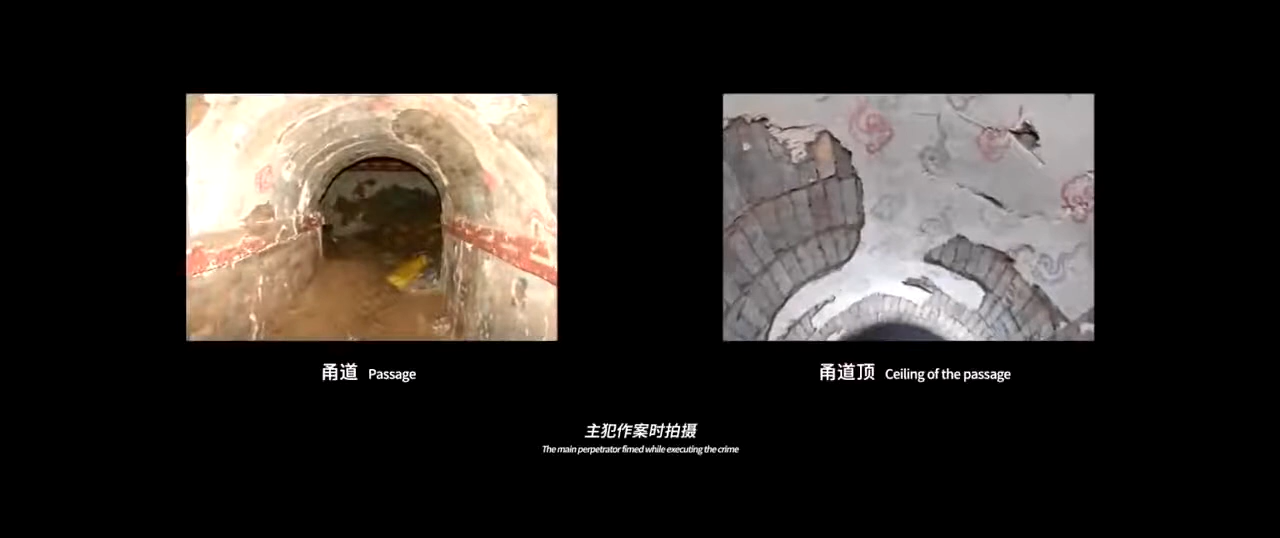 甬道 Passage
甬道顶 Ceiling of the passage
主犯作案时拍摄
The main perpetrator fimed while executing the crime